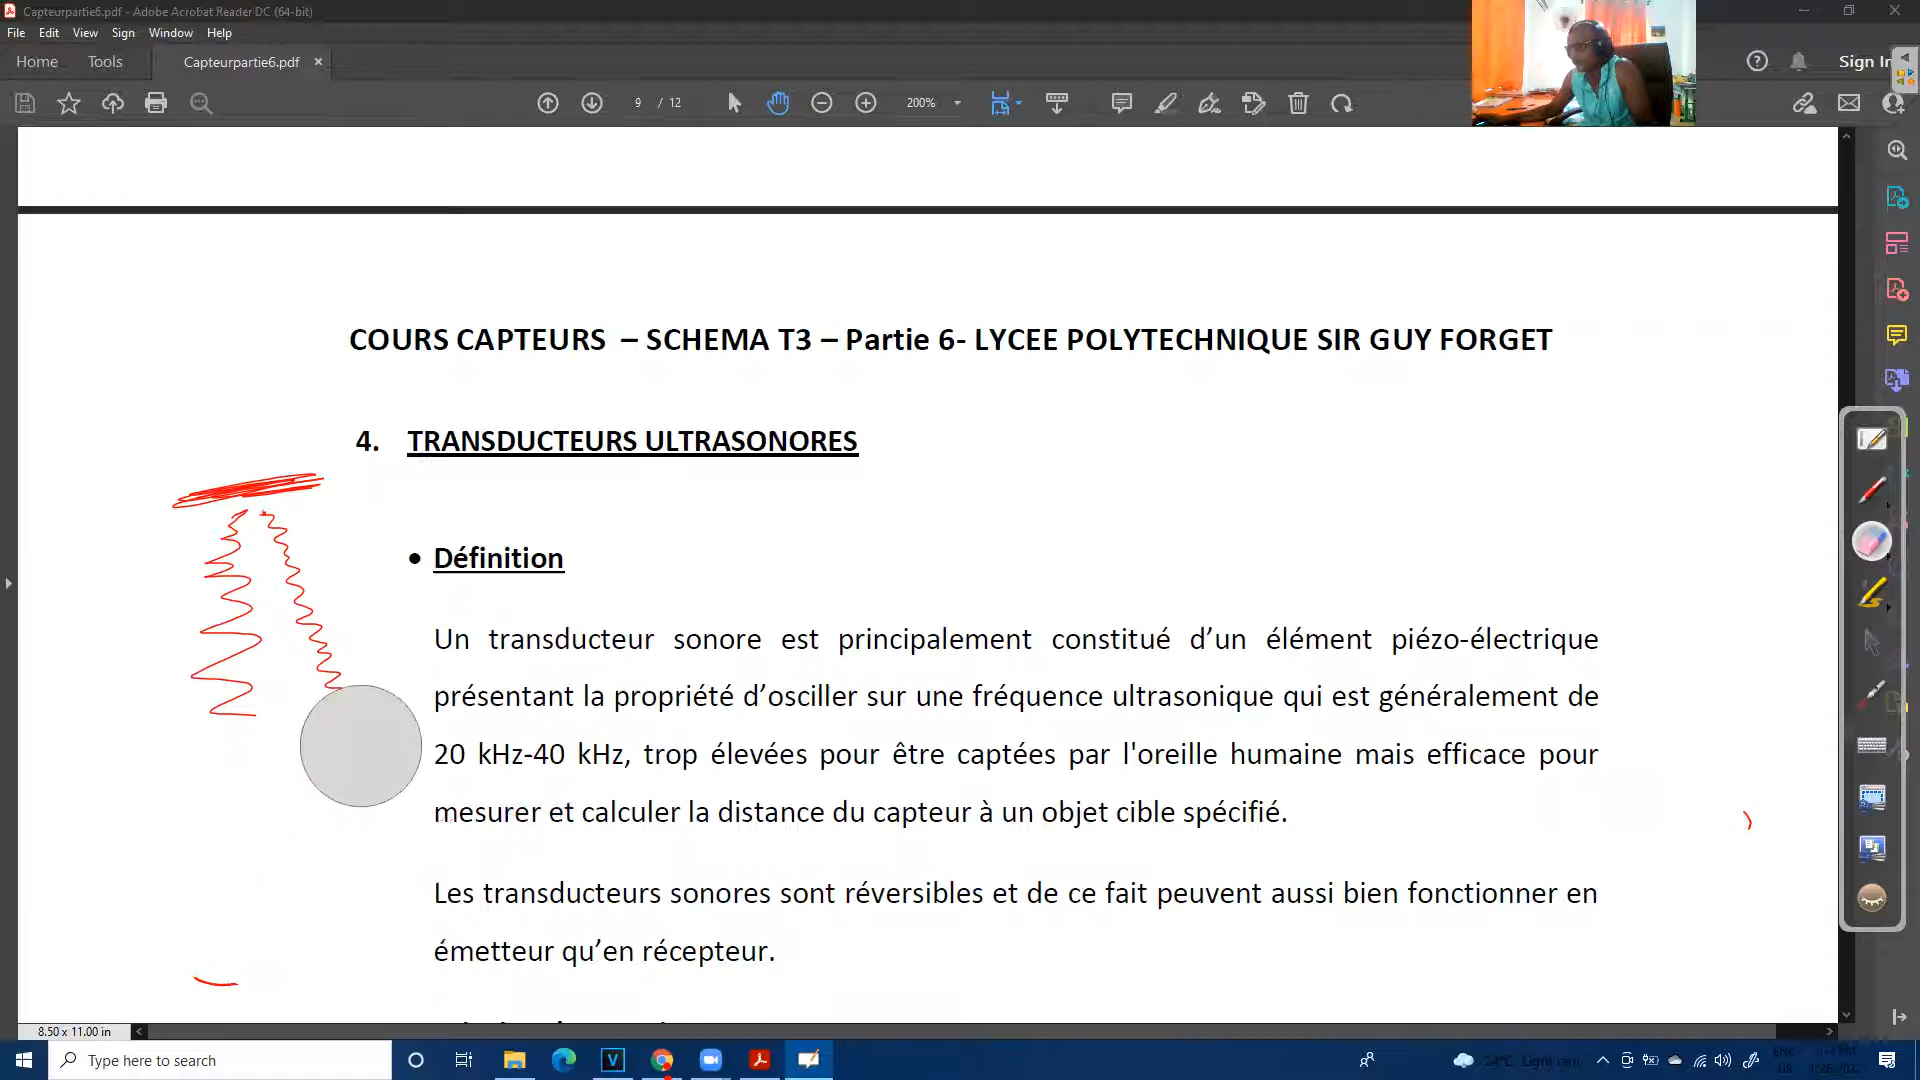 Capteurpartie6.pdf - Adobe Acrobat Reader DC (64-bit)
File Edit View Sign Window Help
Home Tools Capteurpartie6.pdf × Sign In
9 / 12 200%
COURS CAPTEURS – SCHEMA T3 – Partie 6- LYCEE POLYTECHNIQUE SIR GUY FORGET
4. TRANSDUCTEURS ULTRASONORES
• Définition
Un transducteur sonore est principalement constitué d’un élément piézo-électrique
présentant la propriété d’osciller sur une fréquence ultrasonique qui est généralement de
20 kHz-40 kHz, trop élevées pour être captées par l'oreille humaine mais efficace pour
mesurer et calculer la distance du capteur à un objet cible spécifié.
Les transducteurs sonores sont réversibles et de ce fait peuvent aussi bien fonctionner en
émetteur qu’en récepteur.
8.50 x 11.00 in
Type here to search
24°C Light rain